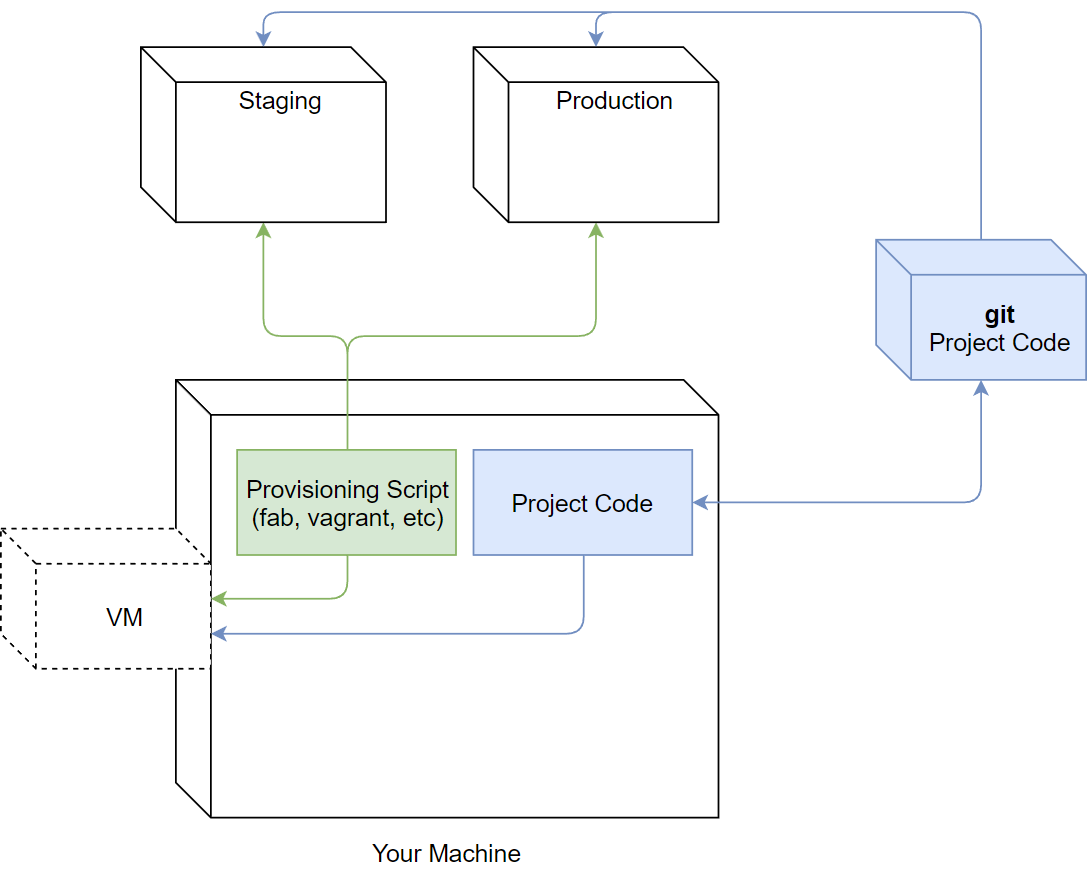 Staging
Production
git
Project Code
Provisioning Script
(fab, vagrant, etc)
Project Code
VM
Your Machine